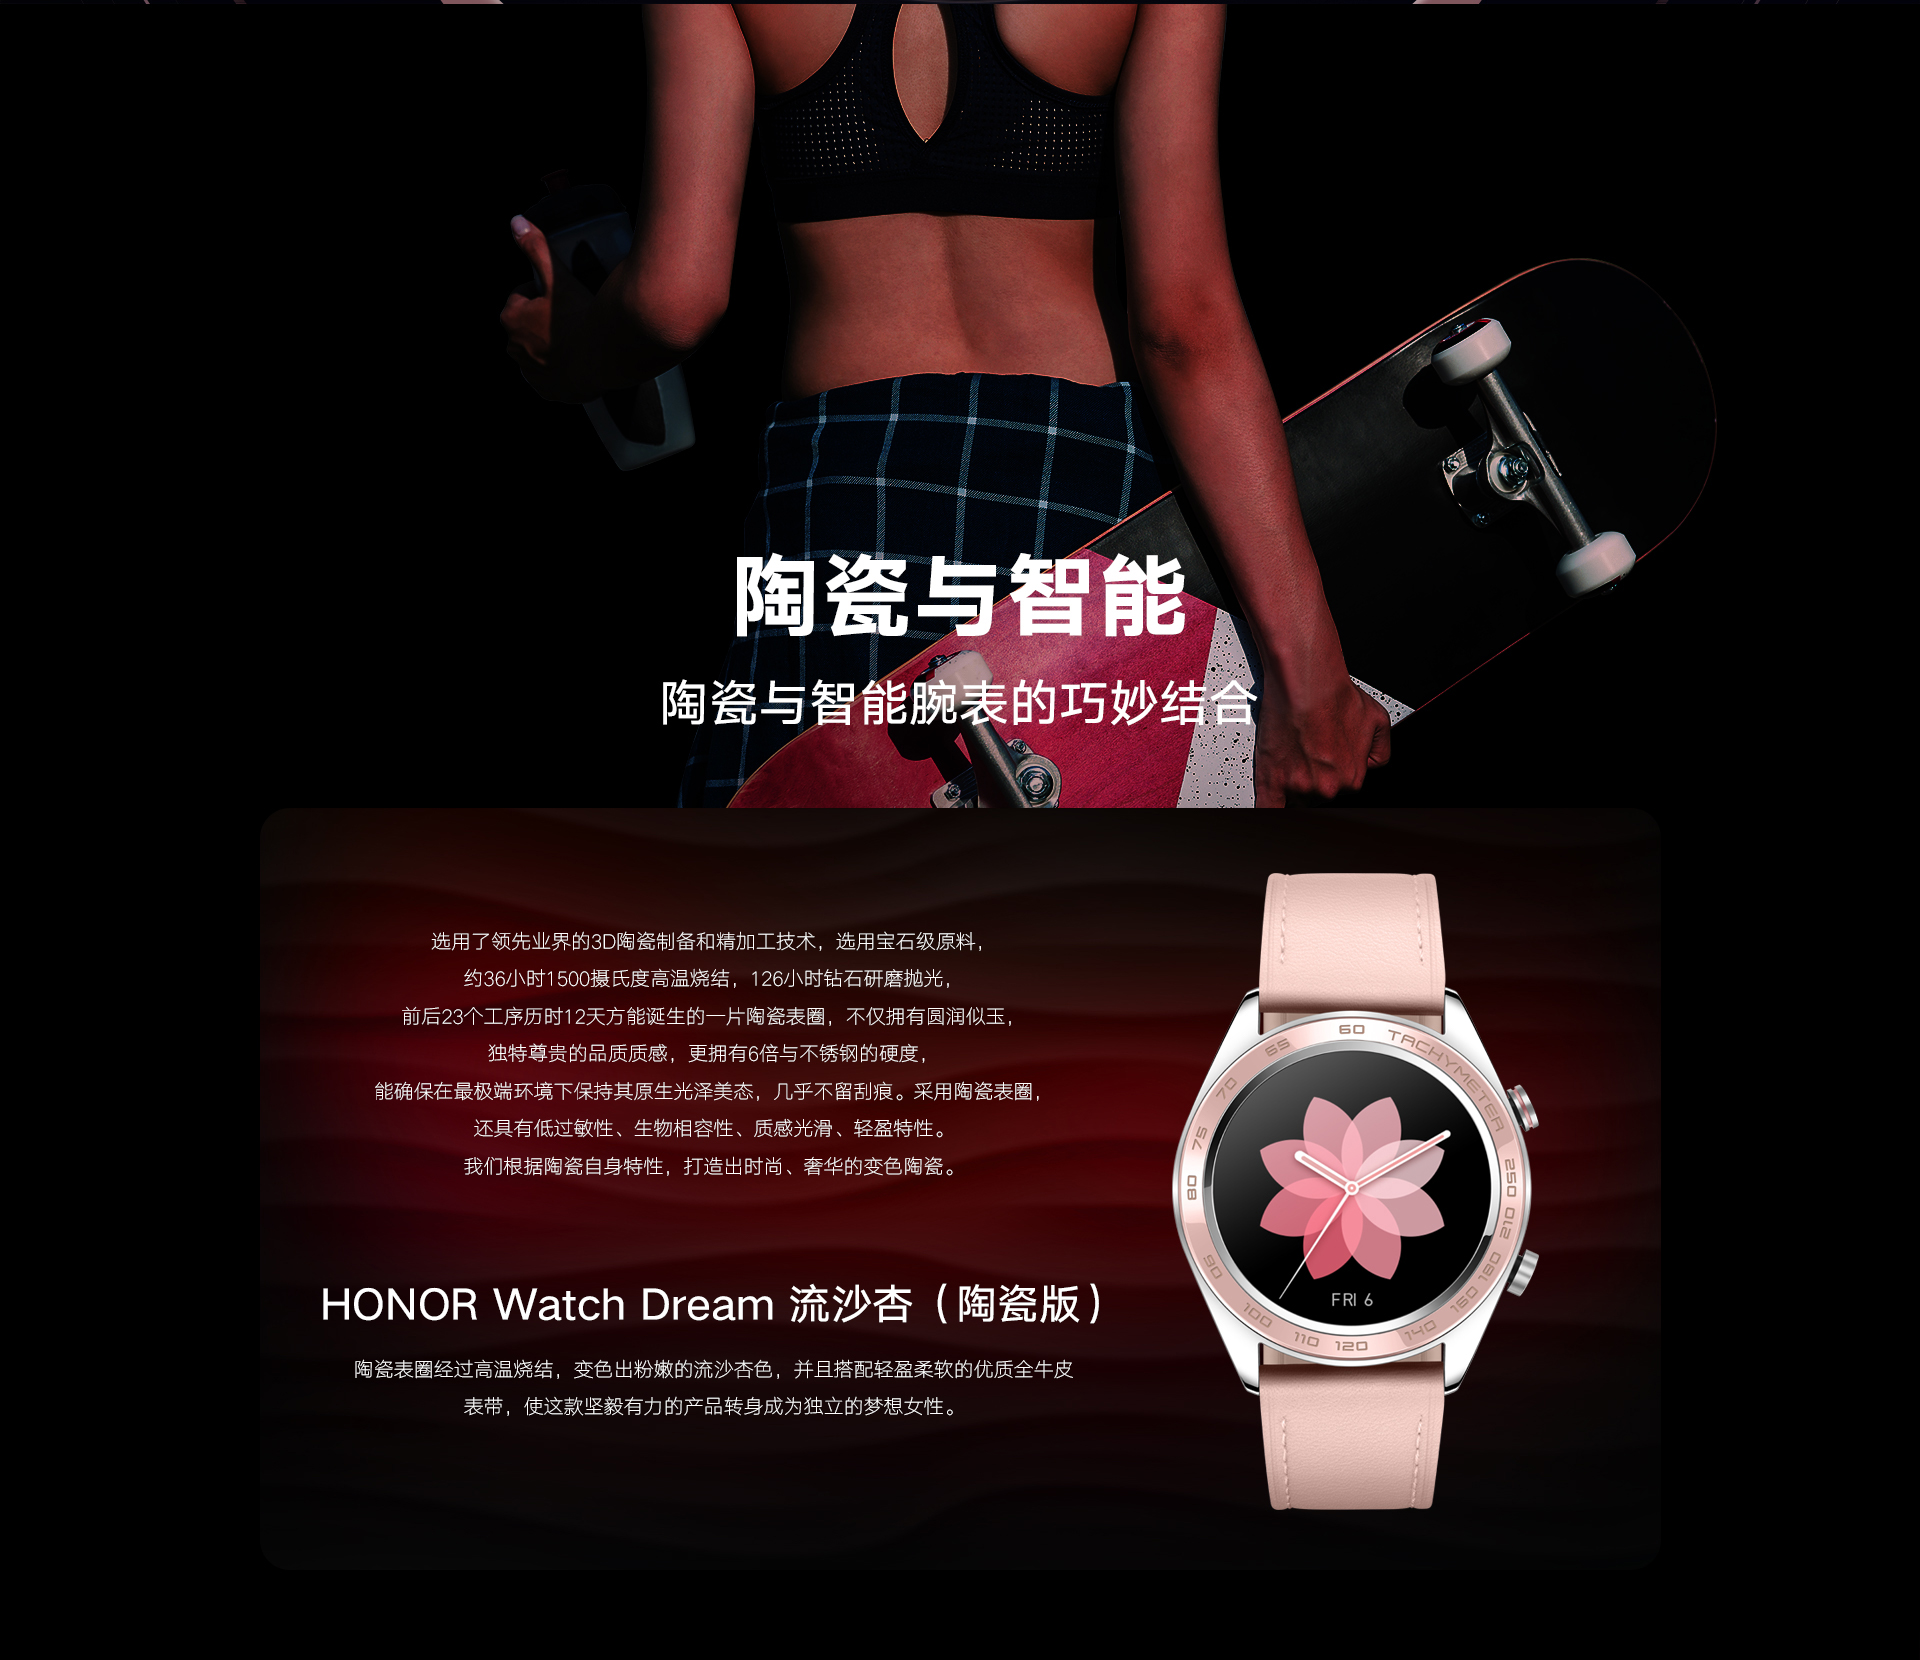 陶瓷与智能
陶瓷与智能腕表的巧妙结合
选用了领先业界的3D陶瓷制备和精加工技术，选用宝石级原料，
约36小时1500摄氏度高温烧结，126小时钻石研磨抛光，
前后23个工序历时12天方能诞生的一片陶瓷表圈，不仅拥有圆润似玉，
独特尊贵的品质质感，更拥有6倍与不锈钢的硬度，
能确保在最极端环境下保持其原生光泽美态，几乎不留刮痕。采用陶瓷表圈，
还具有低过敏性、生物相容性、质感光滑、轻盈特性。
我们根据陶瓷自身特性，打造出时尚、奢华的变色陶瓷。
HONOR Watch Dream 流沙杏（陶瓷版）
陶瓷表圈经过高温烧结，变色出粉嫩的流沙杏色，并且搭配轻盈柔软的优质全牛皮
表带，使这款坚毅有力的产品转身成为独立的梦想女性。
60 TACHYMETER 250 210 180 160 140 120 110 100 90 80 75 70 65
FRI 6